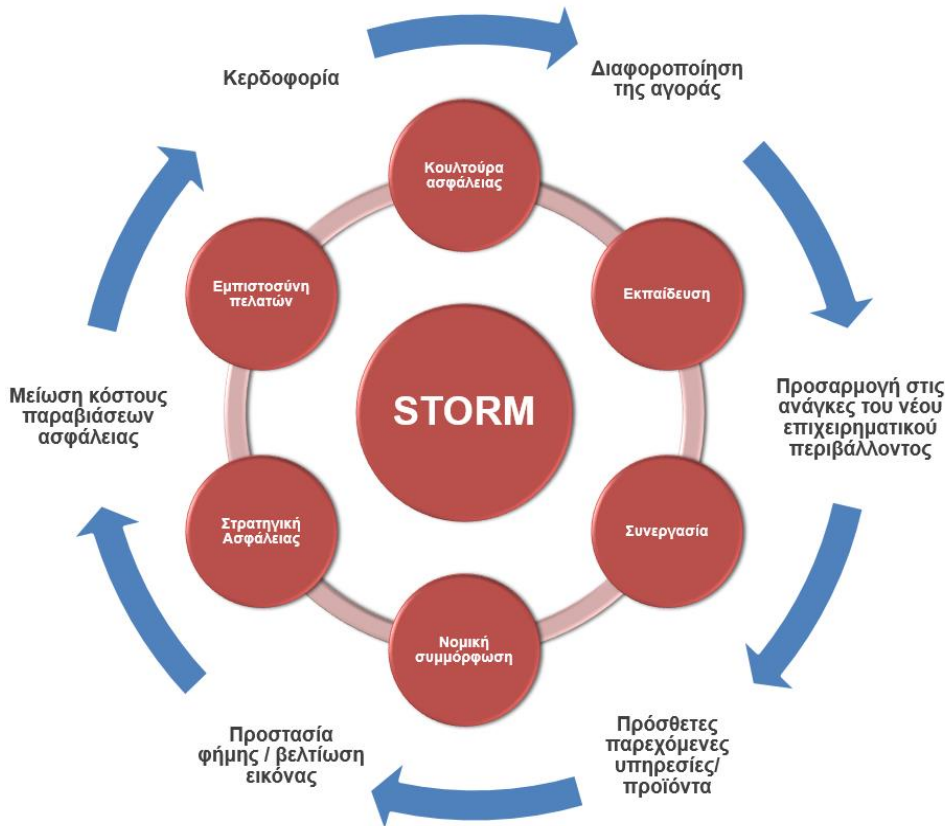 Κερδοφορία
Διαφοροποίηση
της αγοράς
Κουλτούρα
ασφάλειας
Εμπιστοσύνη
πελατών
Εκπαίδευση
Μείωση κόστους
παραβιάσεων
ασφάλειας
STORM
Προσαρμογή στις
ανάγκες του νέου
επιχειρηματικού
περιβάλλοντος
Στρατηγική
Ασφάλειας
Συνεργασία
Νομική
συμμόρφωση
Προστασία
φήμης / βελτίωση
εικόνας
Πρόσθετες
παρεχόμενες
υπηρεσίες/
προϊόντα